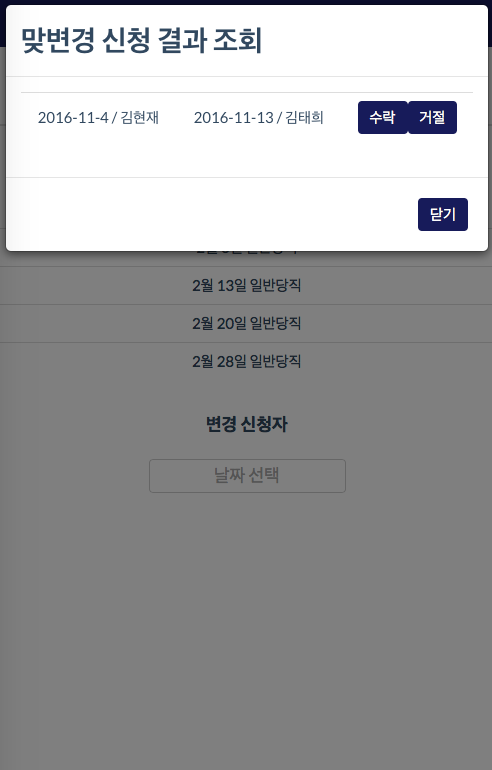 맞변경 신청 결과 조회
2016-11-4 / 김현재 2016-11-13 / 김태희 수락 거절
닫기
2월 13일 일반당직
2월 20일 일반당직
2월 28일 일반당직
변경 신청자
날짜 선택